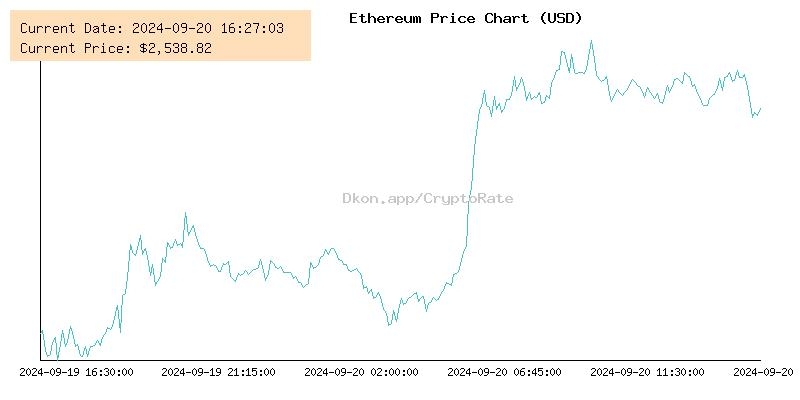 Ethereum Price Chart (USD)
Current Date: 2024-09-20 16:27:03
Current Price: $2,538.82
Dkon.app/CryptoRate
2024-09-19 16:30:00 2024-09-19 21:15:00 2024-09-20 02:00:00 2024-09-20 06:45:00 2024-09-20 11:30:00 2024-09-20